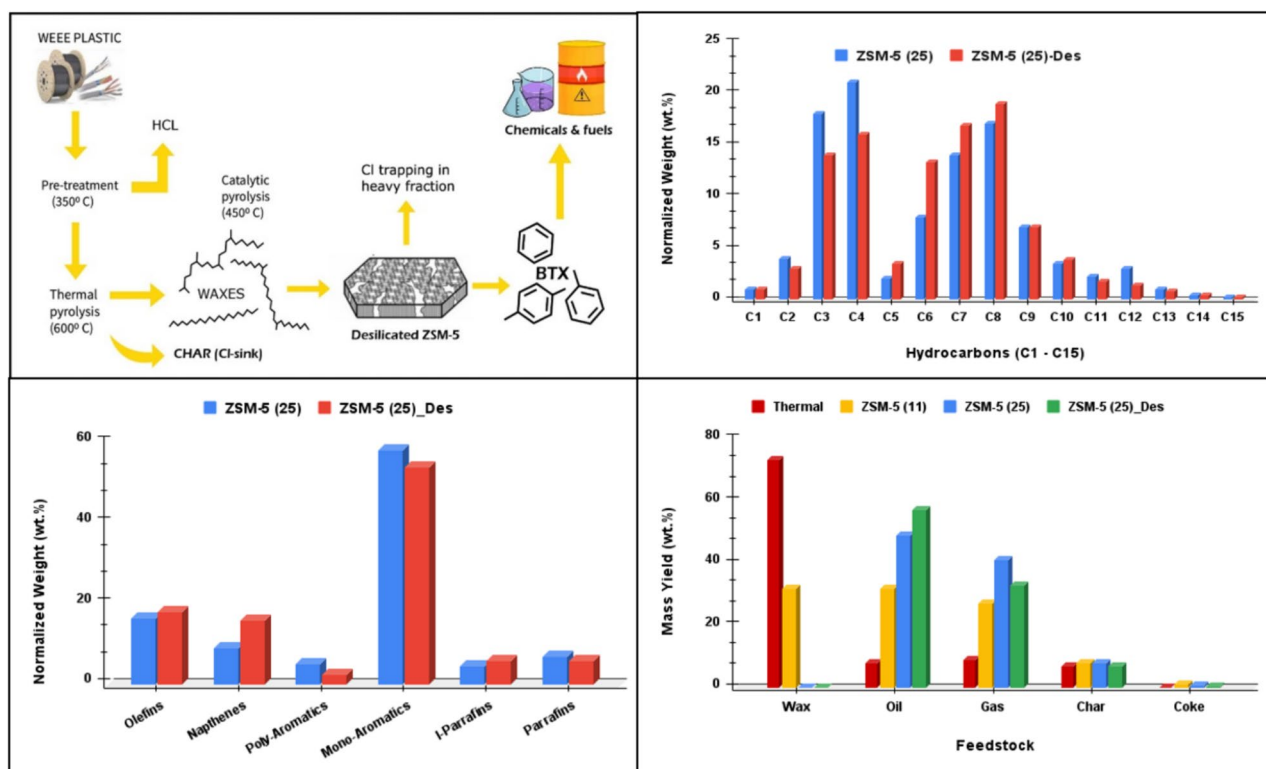 WEEE PLASTIC
HCL
Pre-treatment
(350⁰ C)
Catalytic
pyrolysis
(450⁰ C)
Cl trapping in
heavy fraction
Chemicals & fuels
Thermal
pyrolysis
(600⁰ C)
WAXES
BTX
Desilicated ZSM-5
CHAR (Cl-sink)
ZSM-5 (25) ZSM-5 (25)-Des
Normalized Weight (wt.%)
25
20
15
10
5
0
C1 C2 C3 C4 C5 C6 C7 C8 C9 C10 C11 C12 C13 C14 C15
Hydrocarbons (C1 - C15)
ZSM-5 (25) ZSM-5 (25)_Des
Normalized Weight (wt.%)
60
40
20
0
Olefins Napthenes Poly-Aromatics Mono-Aromatics I-Parrafins Parrafins
Thermal ZSM-5 (11) ZSM-5 (25) ZSM-5 (25)_Des
Mass Yield (wt.%)
80
60
40
20
0
Wax Oil Gas Char Coke
Feedstock